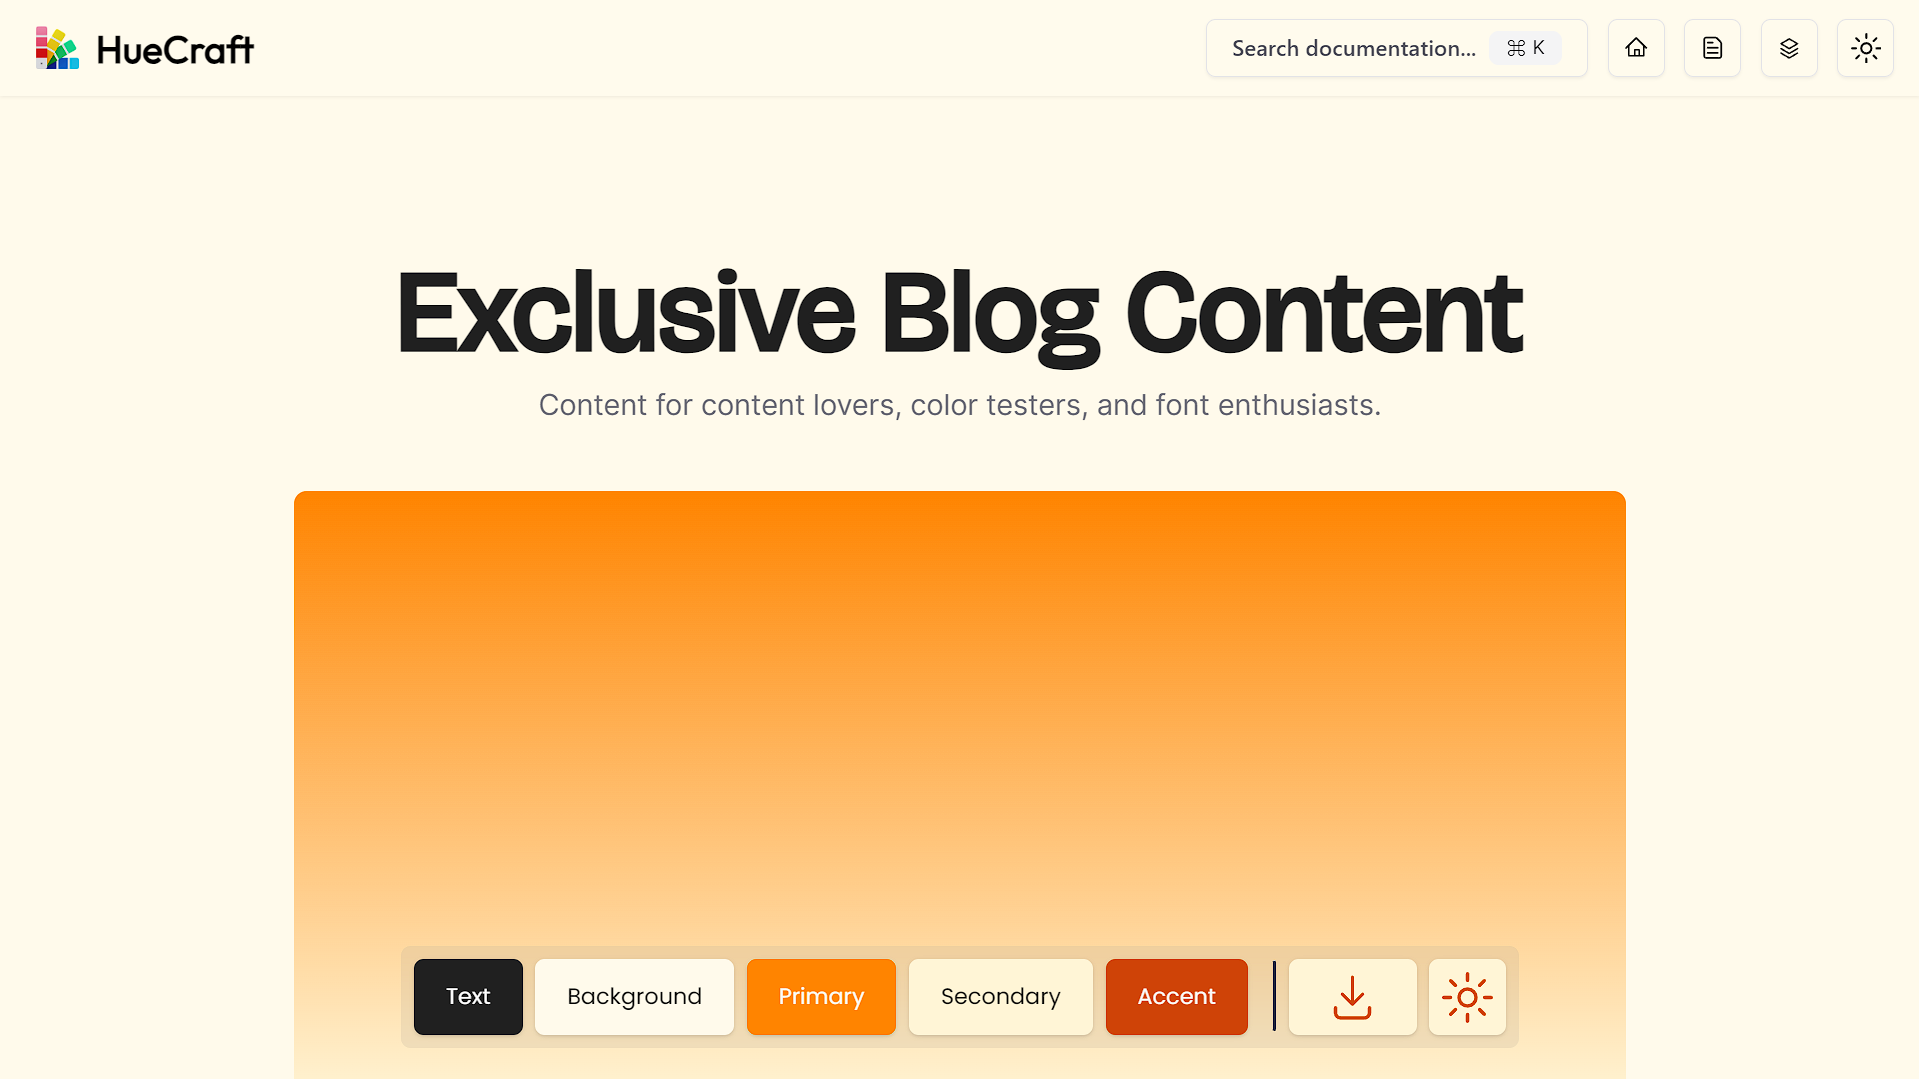 HueCraft
Search documentation... ⌘ K
Exclusive Blog Content
Content for content lovers, color testers, and font enthusiasts.
Text
Background
Primary
Secondary
Accent